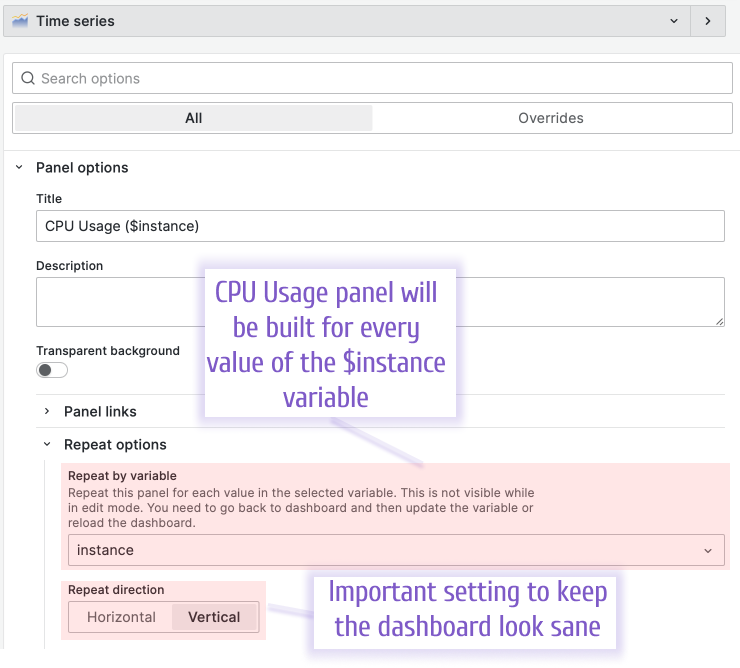 Time series
Search options
All
Overrides
Panel options
Title
CPU Usage ($instance)
Description
CPU Usage panel will
be built for every
value of the $instance
variable
Transparent background
Panel links
Repeat options
Repeat by variable
Repeat this panel for each value in the selected variable. This is not visible while
in edit mode. You need to go back to dashboard and then update the variable or
reload the dashboard.
instance
Repeat direction
Horizontal
Vertical
Important setting to keep
the dashboard look sane